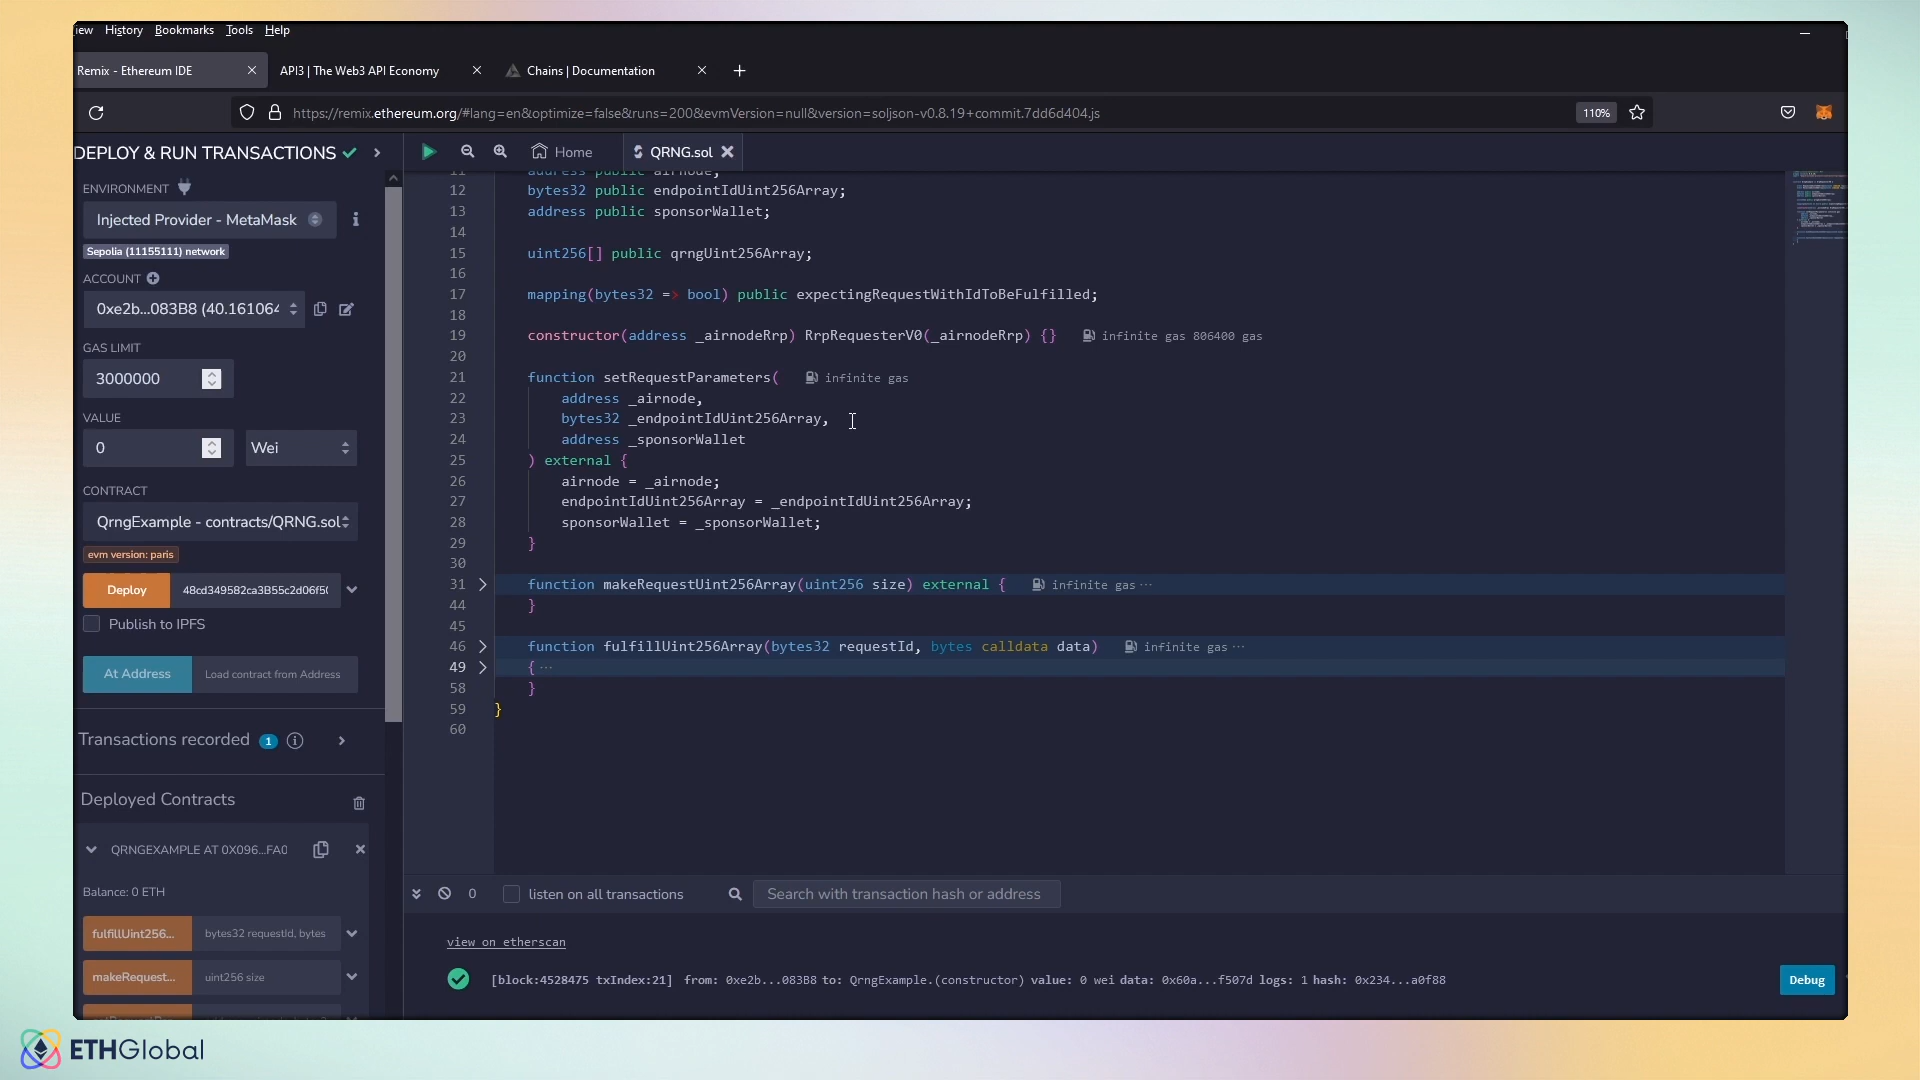 iew History Bookmarks Tools Help
Remix - Ethereum IDE
API3 | The Web3 API Economy
Chains | Documentation
https://remix.ethereum.org/#lang=en&optimize=false&runs=200&evmVersion=null&version=soljson-v0.8.19+commit.7dd6d404.js
110%
DEPLOY & RUN TRANSACTIONS
ENVIRONMENT
Injected Provider - MetaMask
Sepolia (11155111) network
ACCOUNT
0xe2b...083B8 (40.161064
GAS LIMIT
3000000
VALUE
0
Wei
CONTRACT
QrngExample - contracts/QRNG.sol
evm version: paris
Deploy
48cd349582ca3B55c2d06f5(
Publish to IPFS
At Address
Load contract from Address
Transactions recorded 1
Deployed Contracts
QRNGEXAMPLE AT 0X096...FA0
Balance: 0 ETH
fulfillUint256...
bytes32 requestId, bytes
makeRequest...
uint256 size
Home
QRNG.sol
11 address public airnode;
12 bytes32 public endpointIdUint256Array;
13 address public sponsorWallet;
14
15 uint256[] public qrngUint256Array;
16
17 mapping(bytes32 => bool) public expectingRequestWithIdToBeFulfilled;
18
19 constructor(address _airnodeRrp) RrpRequesterV0(_airnodeRrp) {} infinite gas 806400 gas
20
21 function setRequestParameters( infinite gas
22 address _airnode,
23 bytes32 _endpointIdUint256Array,
24 address _sponsorWallet
25 ) external {
26 airnode = _airnode;
27 endpointIdUint256Array = _endpointIdUint256Array;
28 sponsorWallet = _sponsorWallet;
29 }
30
31 function makeRequestUint256Array(uint256 size) external { infinite gas ...
44 }
45
46 function fulfillUint256Array(bytes32 requestId, bytes calldata data) infinite gas ...
49 { ...
58 }
59 }
60
0
listen on all transactions
Search with transaction hash or address
view on etherscan
[block:4528475 txIndex:21] from: 0xe2b...083B8 to: QrngExample.(constructor) value: 0 wei data: 0x60a...f507d logs: 1 hash: 0x234...a0f88
Debug
ETHGlobal